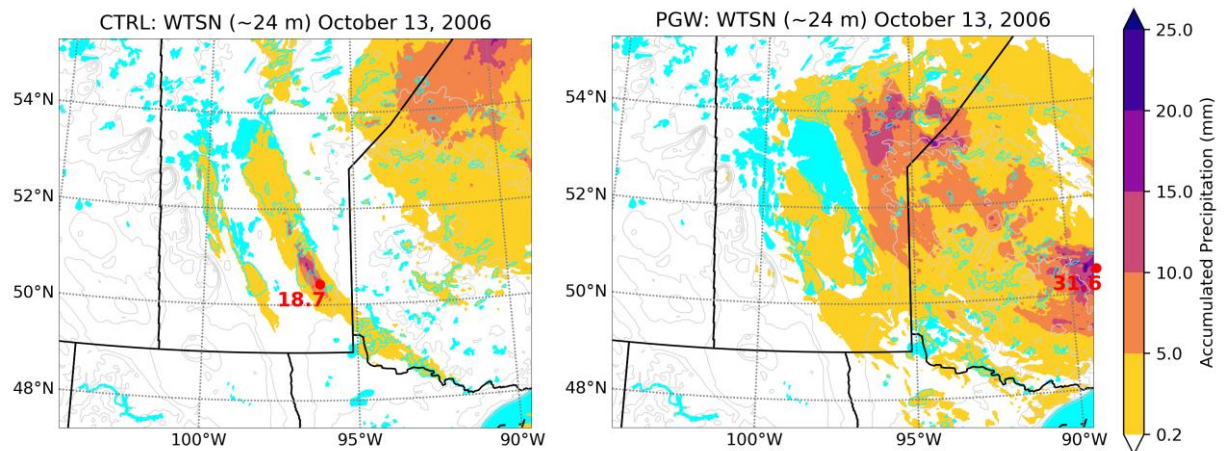 CTRL: WTSN (~24 m) October 13, 2006
PGW: WTSN (~24 m) October 13, 2006
54°N
52°N
50°N
48°N
100°W
95°W
90°W
18.7
54°N
52°N
50°N
48°N
100°W
95°W
90°W
31.6
25.0
20.0
15.0
10.0
5.0
0.2
Accumulated Precipitation (mm)